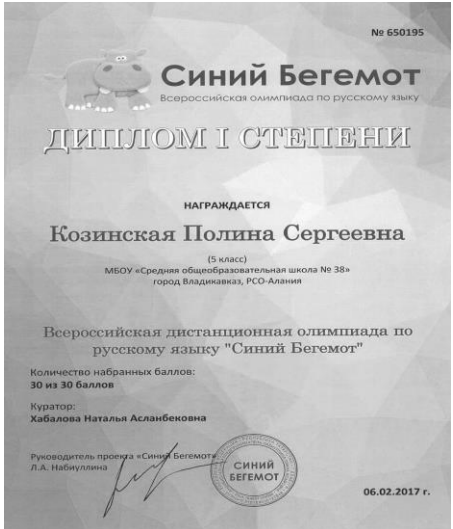 № 650195
Синий Бегемот
Всероссийская олимпиада по русскому языку
ДИПЛОМ I СТЕПЕНИ
НАГРАЖДАЕТСЯ
Козинская Полина Сергеевна
(5 класс)
МБОУ «Средняя общеобразовательная школа № 38»
город Владикавказ, РСО-Алания
Всероссийская дистанционная олимпиада по
русскому языку "Синий Бегемот"
Количество набранных баллов:
30 из 30 баллов
Куратор:
Хабалова Наталья Асланбековна
Руководитель проекта «Синий Бегемот»
Л.А. Набиуллина
СИНИЙ
БЕГЕМОТ
06.02.2017 г.